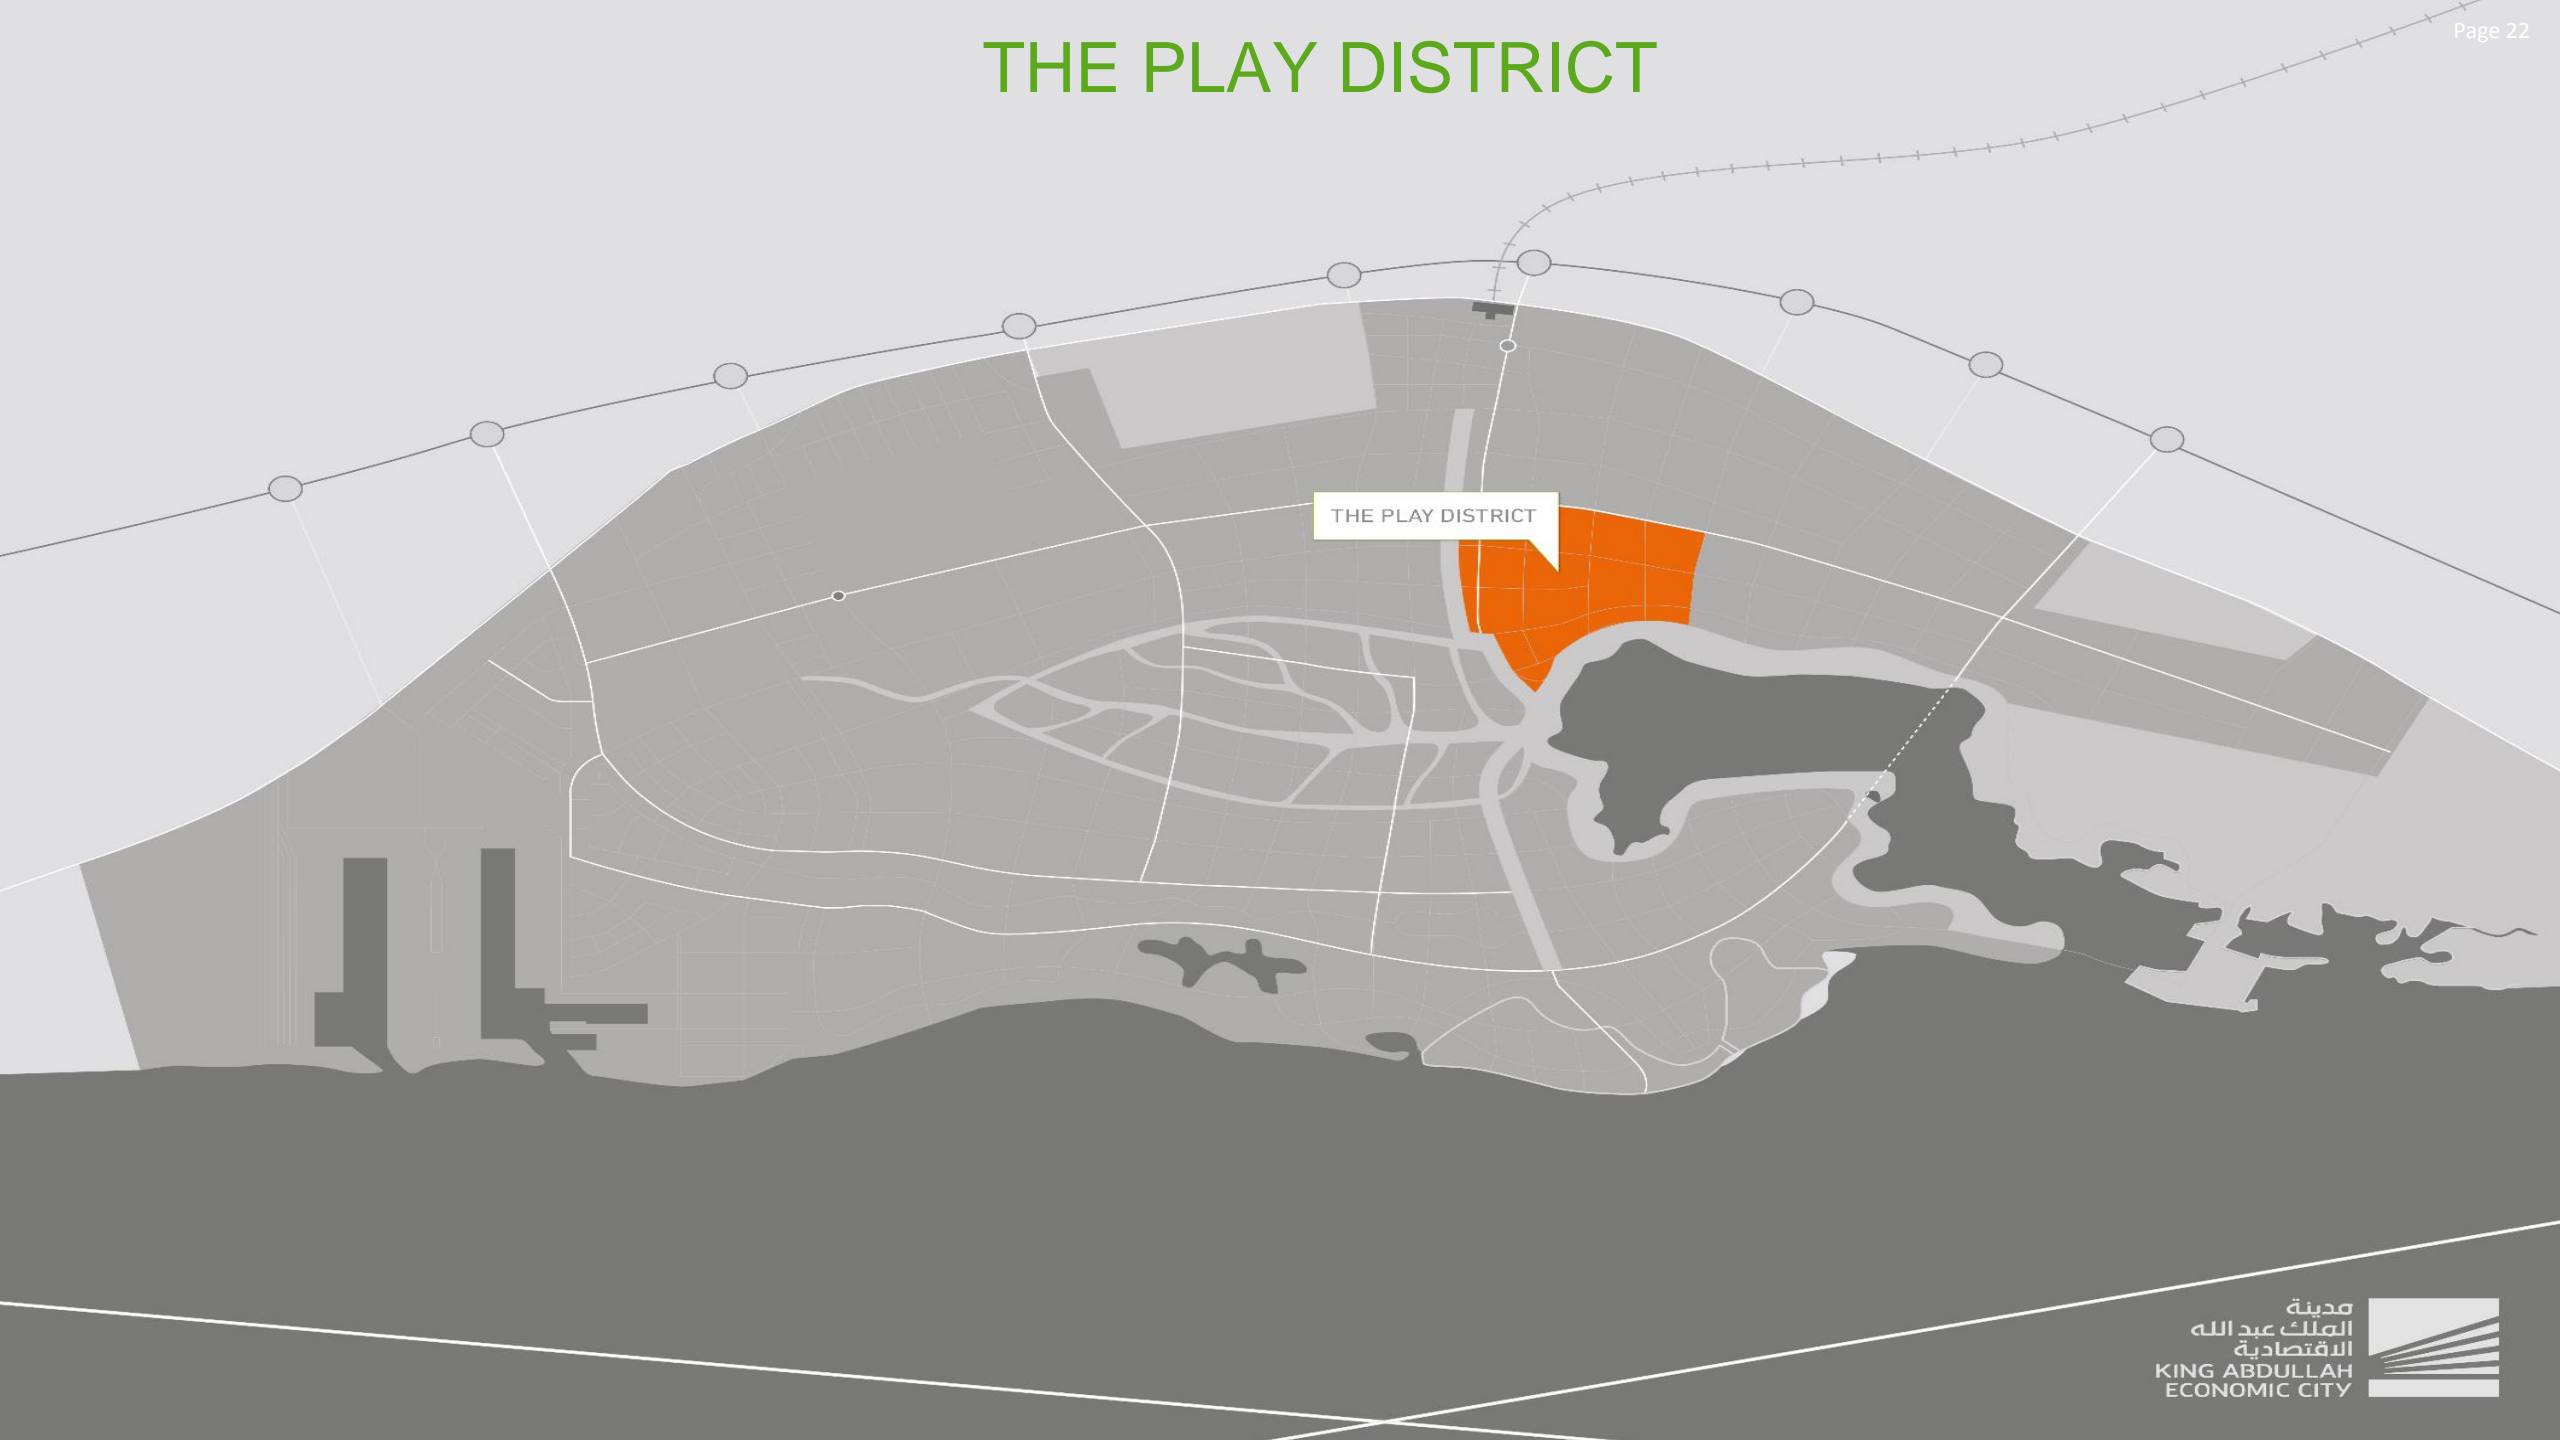 Page 22
THE PLAY DISTRICT
THE PLAY DISTRICT
مدينة
الملك عبد الله
الاقتصادية
KING ABDULLAH
ECONOMIC CITY